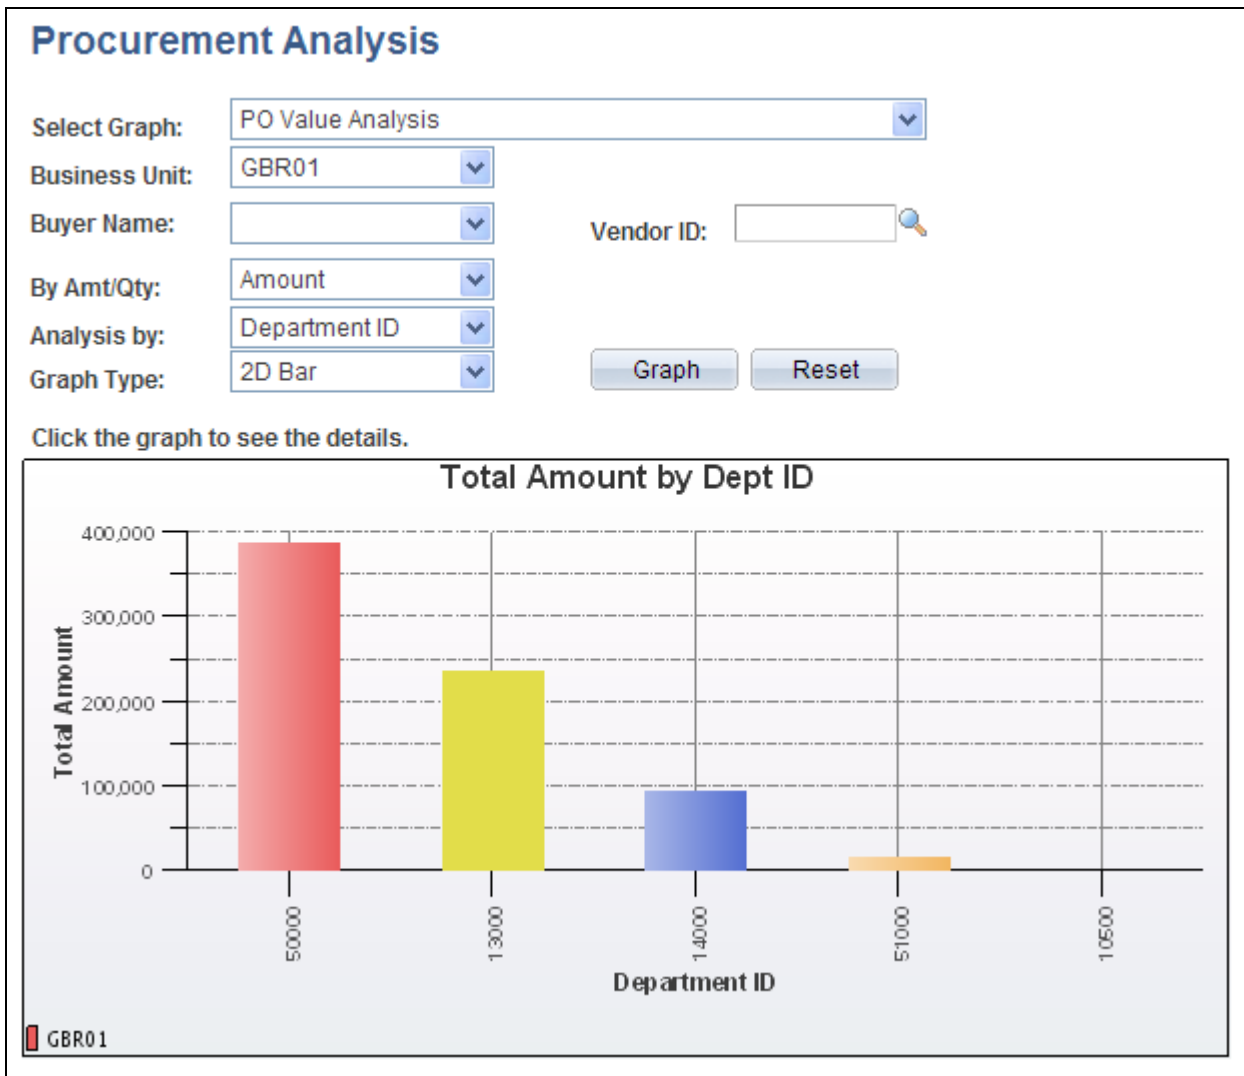 Procurement Analysis
Select Graph: PO Value Analysis
Business Unit: GBR01
Buyer Name:
Vendor ID:
By Amt/Qty: Amount
Analysis by: Department ID
Graph Type: 2D Bar
Graph Reset
Click the graph to see the details.
Total Amount by Dept ID
400,000
300,000
200,000
100,000
0
Total Amount
50000 13000 14000 51000 10500
Department ID
GBR01